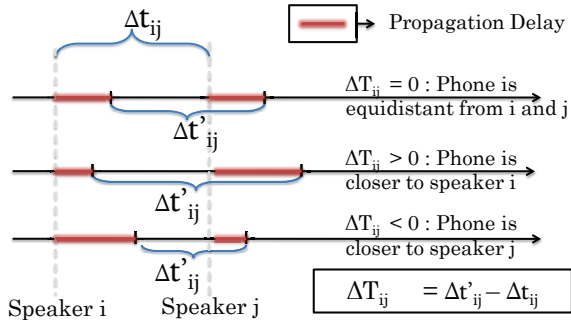 Δt_ij
Propagation Delay
ΔT_ij = 0 : Phone is
equidistant from i and j
Δt'_ij
ΔT_ij > 0 : Phone is
closer to speaker i
Δt'_ij
ΔT_ij < 0 : Phone is
closer to speaker j
Δt'_ij
Speaker i
Speaker j
ΔT_ij = Δt'_ij – Δt_ij